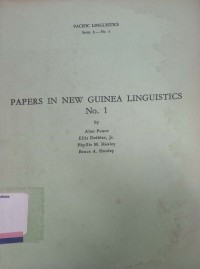 PACIFIC LINGUISTICS
Series A — No. 1
PAPERS IN NEW GUINEA LINGUISTICS
No. 1
by
Alan Pence
Ellis Deibler, Jr.
Phyllis M. Healey
Bruce A. Hooley